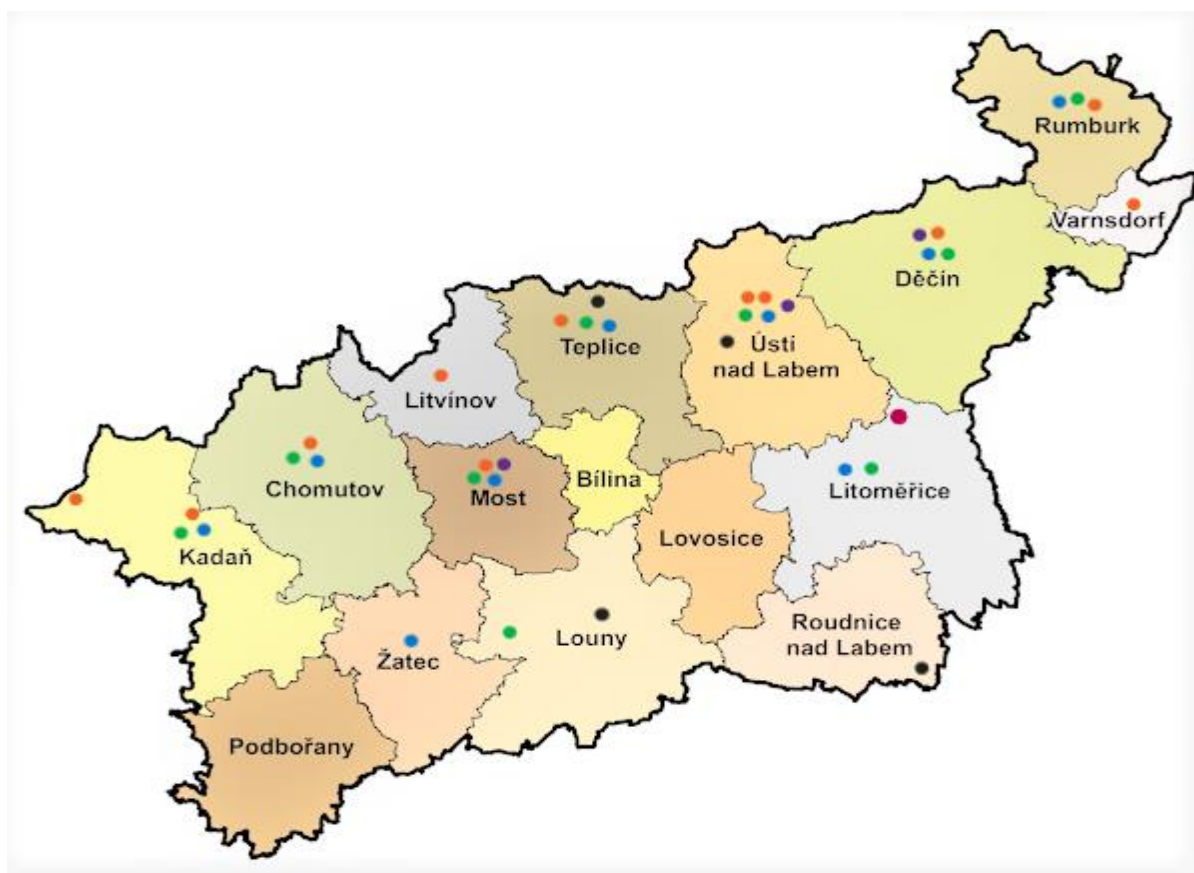 Rumburk
Varnsdorf
Děčín
Teplice
Ústí
nad Labem
Litvínov
Chomutov
Most
Bílina
Litoměřice
Kadaň
Lovosice
Roudnice
nad Labem
Louny
Žatec
Podbořany